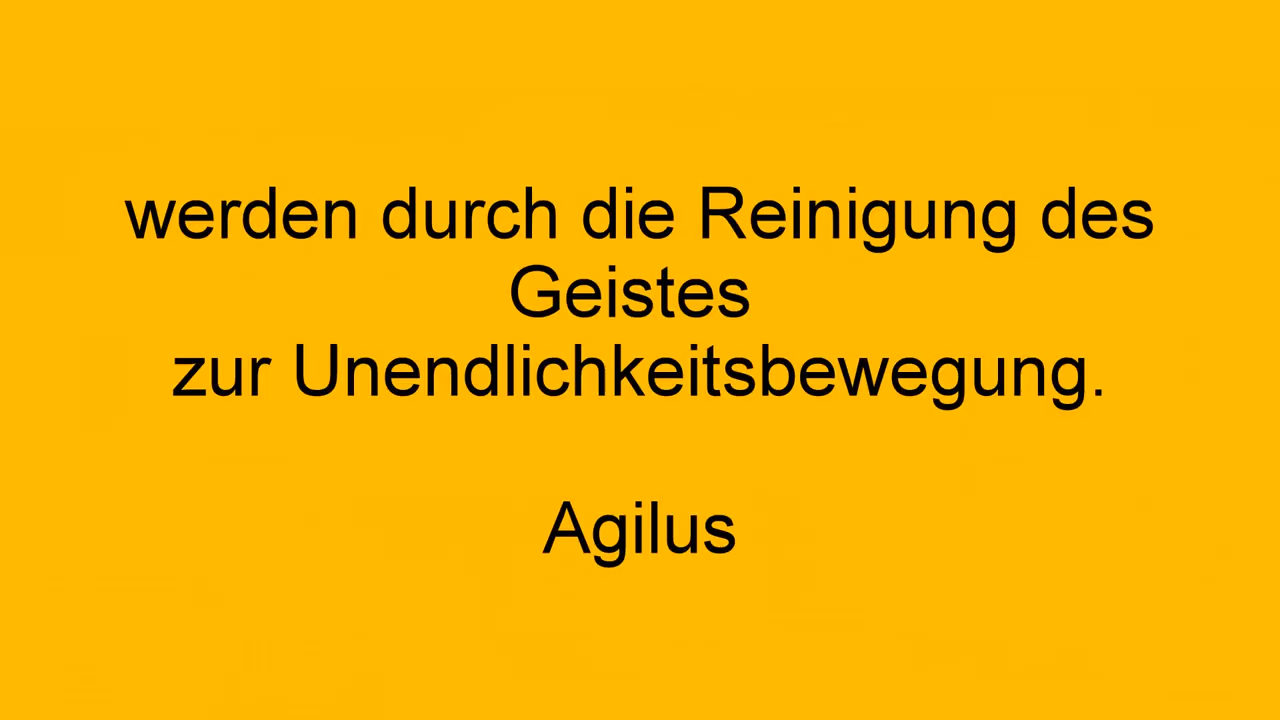 werden durch die Reinigung des
Geistes
zur Unendlichkeitsbewegung.
Agilus